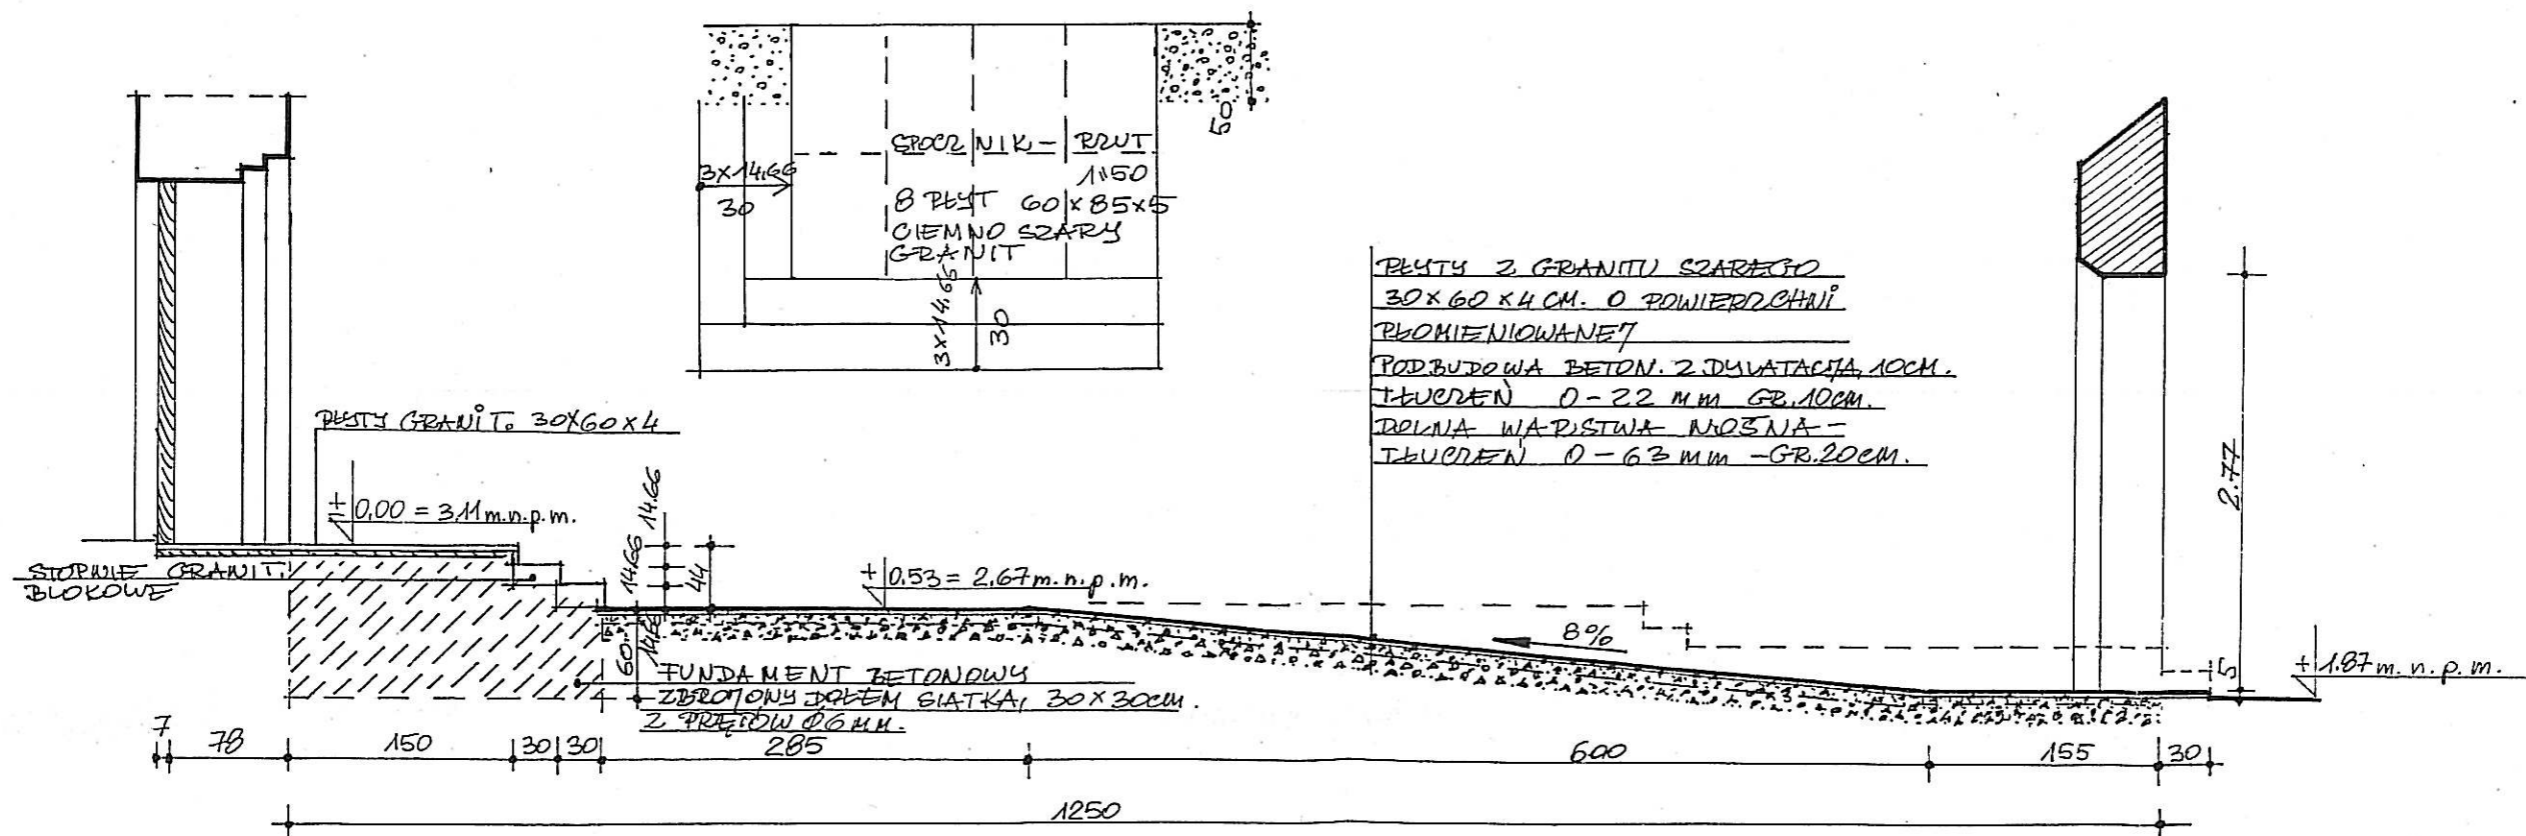 50
SPOCZNIK - RZUT
1:50
8 PŁYT 60x85x5
CIEMNO SZARY
GRANIT
3x14.66
30
3x14.66
30
PŁYTY Z GRANITU SZAREGO
30x60x4 CM. O POWIERZCHNI
PŁOMIENIOWANEJ
PODBUDOWA BETON. Z DYLATACJĄ 10CM.
TŁUCZEŃ 0-22 mm GR.10CM.
DOLNA WARSTWA NOŚNA -
TŁUCZEŃ 0-63 mm -GR.20CM.
2.77
PŁYTY GRANIT. 30x60x4
± 0,00 = 3.11 m.n.p.m.
14.66
14.66
14.66
44
STOPNIE GRANIT.
BLOKOWE
+ 0.53 = 2.67 m.n.p.m.
8%
5
+ 1.87 m.n.p.m.
60
FUNDAMENT BETONOWY
ZBROJONY DOŁEM SIATKĄ 30x30CM.
Z PRĘTÓW Ø6 MM.
7 78 150 30 30 285 600 155 30
1250